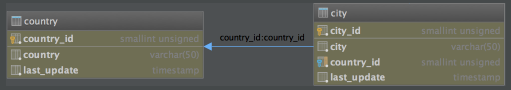 country
country_id smallint unsigned
country varchar(50)
last_update timestamp
country_id:country_id
city
city_id smallint unsigned
city varchar(50)
country_id smallint unsigned
last_update timestamp